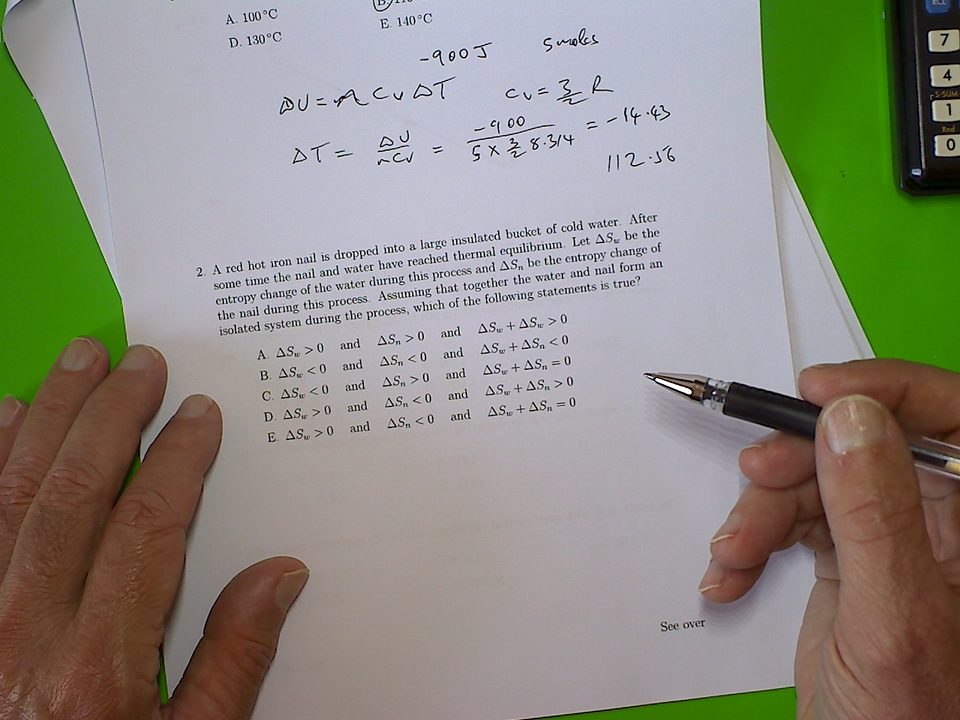 A. 100°C
D. 130°C
E. 140°C
-900J 5 moles
ΔU = n Cv ΔT Cv = 3/2 R
ΔT = ΔU/nCv = -900/(5 × 3/2 8.314) = -14.43
112.56
2. A red hot iron nail is dropped into a large insulated bucket of cold water. After
some time the nail and water have reached thermal equilibrium. Let ΔSw be the
entropy change of the water during this process and ΔSn be the entropy change of
the nail during this process. Assuming that together the water and nail form an
isolated system during the process, which of the following statements is true?
A. ΔSw > 0 and ΔSn > 0 and ΔSw + ΔSw > 0
B. ΔSw < 0 and ΔSn < 0 and ΔSw + ΔSn < 0
C. ΔSw < 0 and ΔSn > 0 and ΔSw + ΔSn = 0
D. ΔSw > 0 and ΔSn < 0 and ΔSw + ΔSn > 0
E. ΔSw > 0 and ΔSn < 0 and ΔSw + ΔSn = 0
See over
RCL
7
4
S-SUM
1
Rnd
0